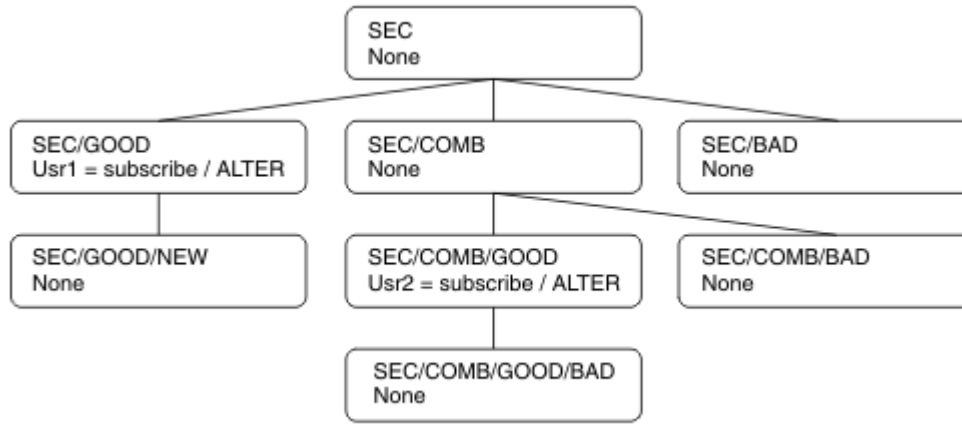 SEC
None
SEC/GOOD
Usr1 = subscribe / ALTER
SEC/COMB
None
SEC/BAD
None
SEC/GOOD/NEW
None
SEC/COMB/GOOD
Usr2 = subscribe / ALTER
SEC/COMB/BAD
None
SEC/COMB/GOOD/BAD
None